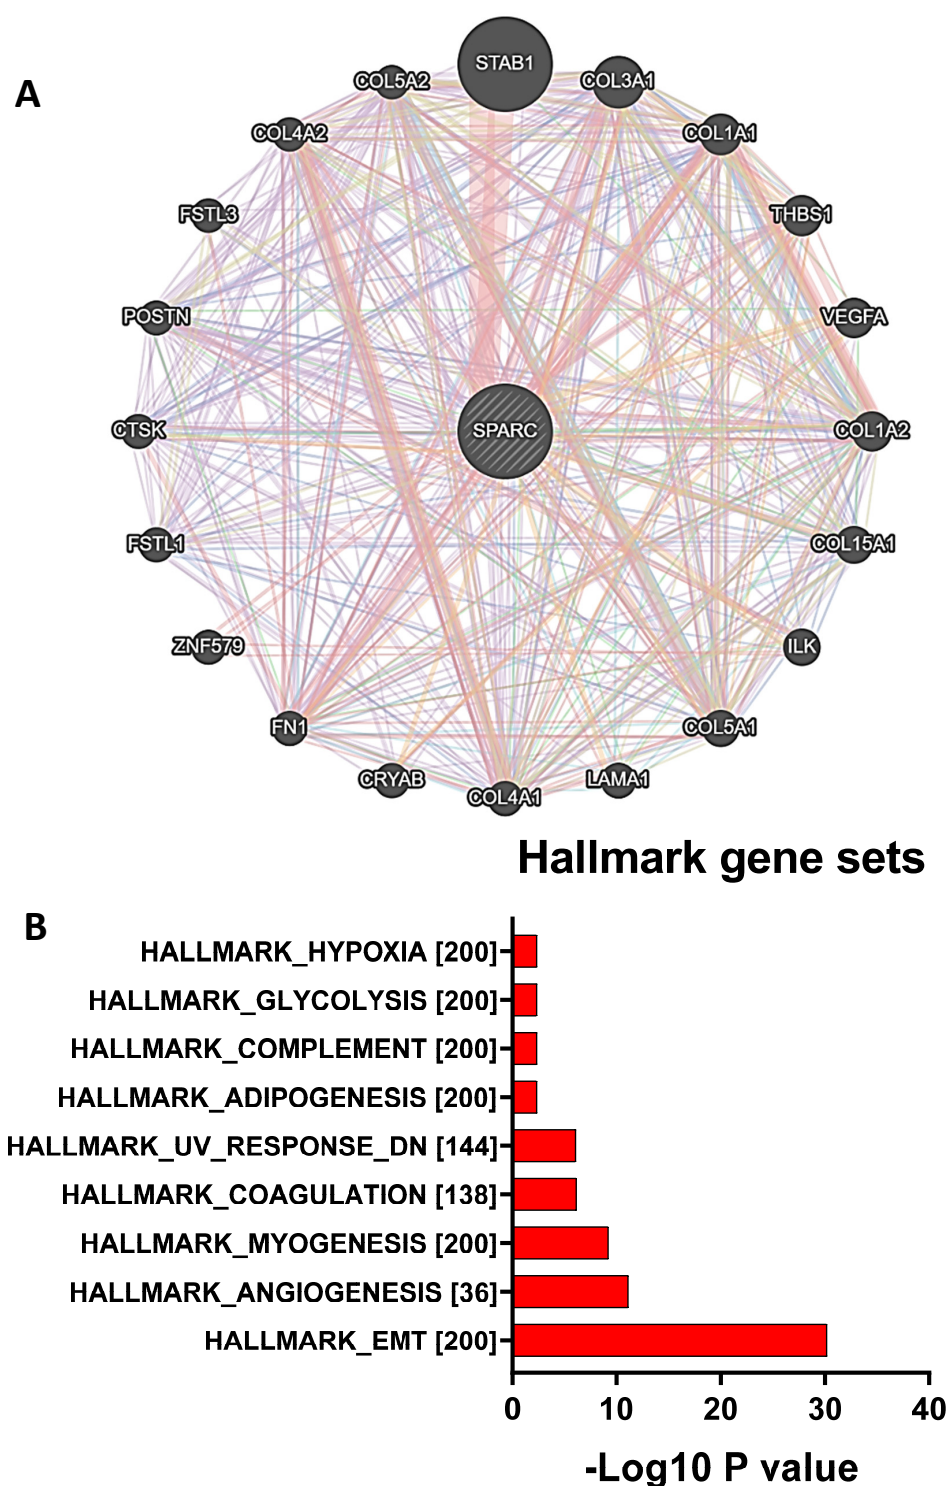 A
STAB1
COL5A2
COL3A1
COL4A2
COL1A1
FSTL3
THBS1
POSTN
VEGFA
CTSK
SPARC
COL1A2
FSTL1
COL15A1
ZNF579
ILK
FN1
COL5A1
CRYAB
LAMA1
COL4A1
Hallmark gene sets
B
HALLMARK_HYPOXIA [200]
HALLMARK_GLYCOLYSIS [200]
HALLMARK_COMPLEMENT [200]
HALLMARK_ADIPOGENESIS [200]
HALLMARK_UV_RESPONSE_DN [144]
HALLMARK_COAGULATION [138]
HALLMARK_MYOGENESIS [200]
HALLMARK_ANGIOGENESIS [36]
HALLMARK_EMT [200]
0 10 20 30 40
-Log10 P value